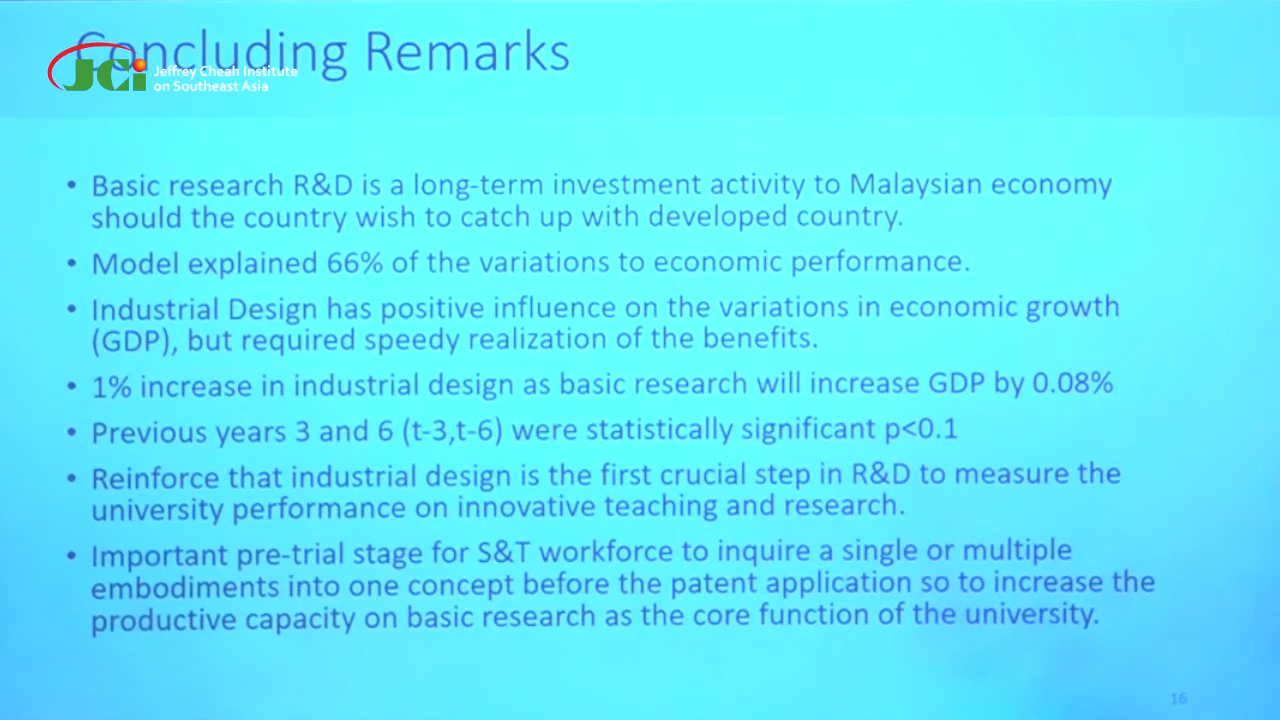 Concluding Remarks
JCi Jeffrey Cheah Institute
on Southeast Asia
• Basic research R&D is a long-term investment activity to Malaysian economy
should the country wish to catch up with developed country.
• Model explained 66% of the variations to economic performance.
• Industrial Design has positive influence on the variations in economic growth
(GDP), but required speedy realization of the benefits.
• 1% increase in industrial design as basic research will increase GDP by 0.08%
• Previous years 3 and 6 (t-3,t-6) were statistically significant p<0.1
• Reinforce that industrial design is the first crucial step in R&D to measure the
university performance on innovative teaching and research.
• Important pre-trial stage for S&T workforce to inquire a single or multiple
embodiments into one concept before the patent application so to increase the
productive capacity on basic research as the core function of the university.
16